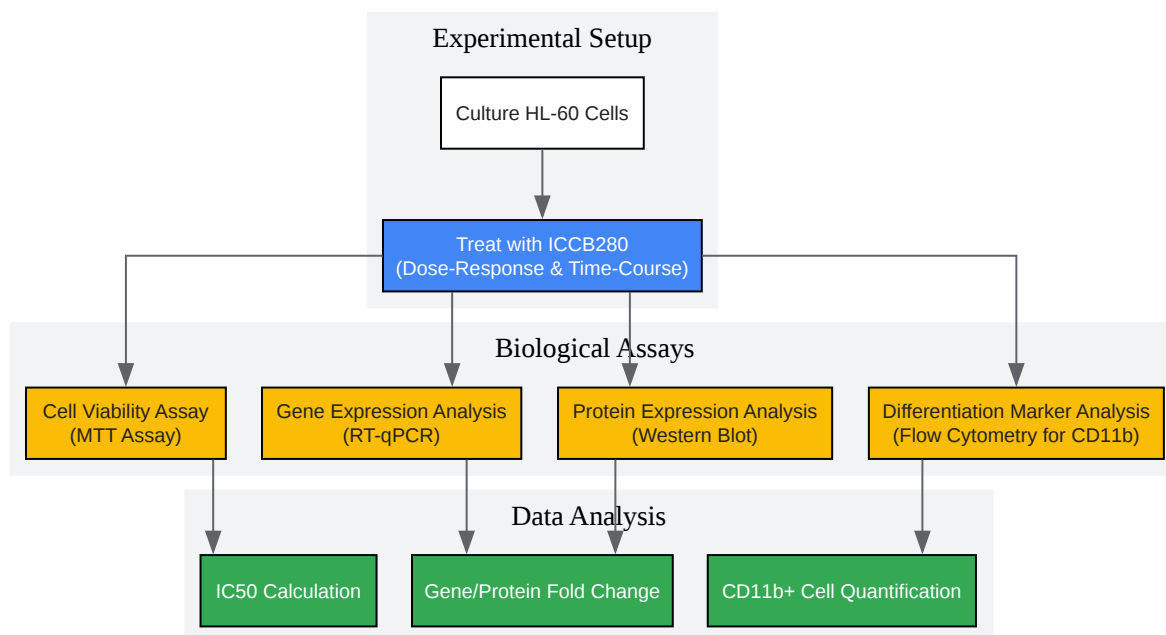 Experimental Setup
Culture HL-60 Cells
Treat with ICCB280
(Dose-Response & Time-Course)
Biological Assays
Cell Viability Assay
(MTT Assay)
Gene Expression Analysis
(RT-qPCR)
Protein Expression Analysis
(Western Blot)
Differentiation Marker Analysis
(Flow Cytometry for CD11b)
Data Analysis
IC50 Calculation
Gene/Protein Fold Change
CD11b+ Cell Quantification